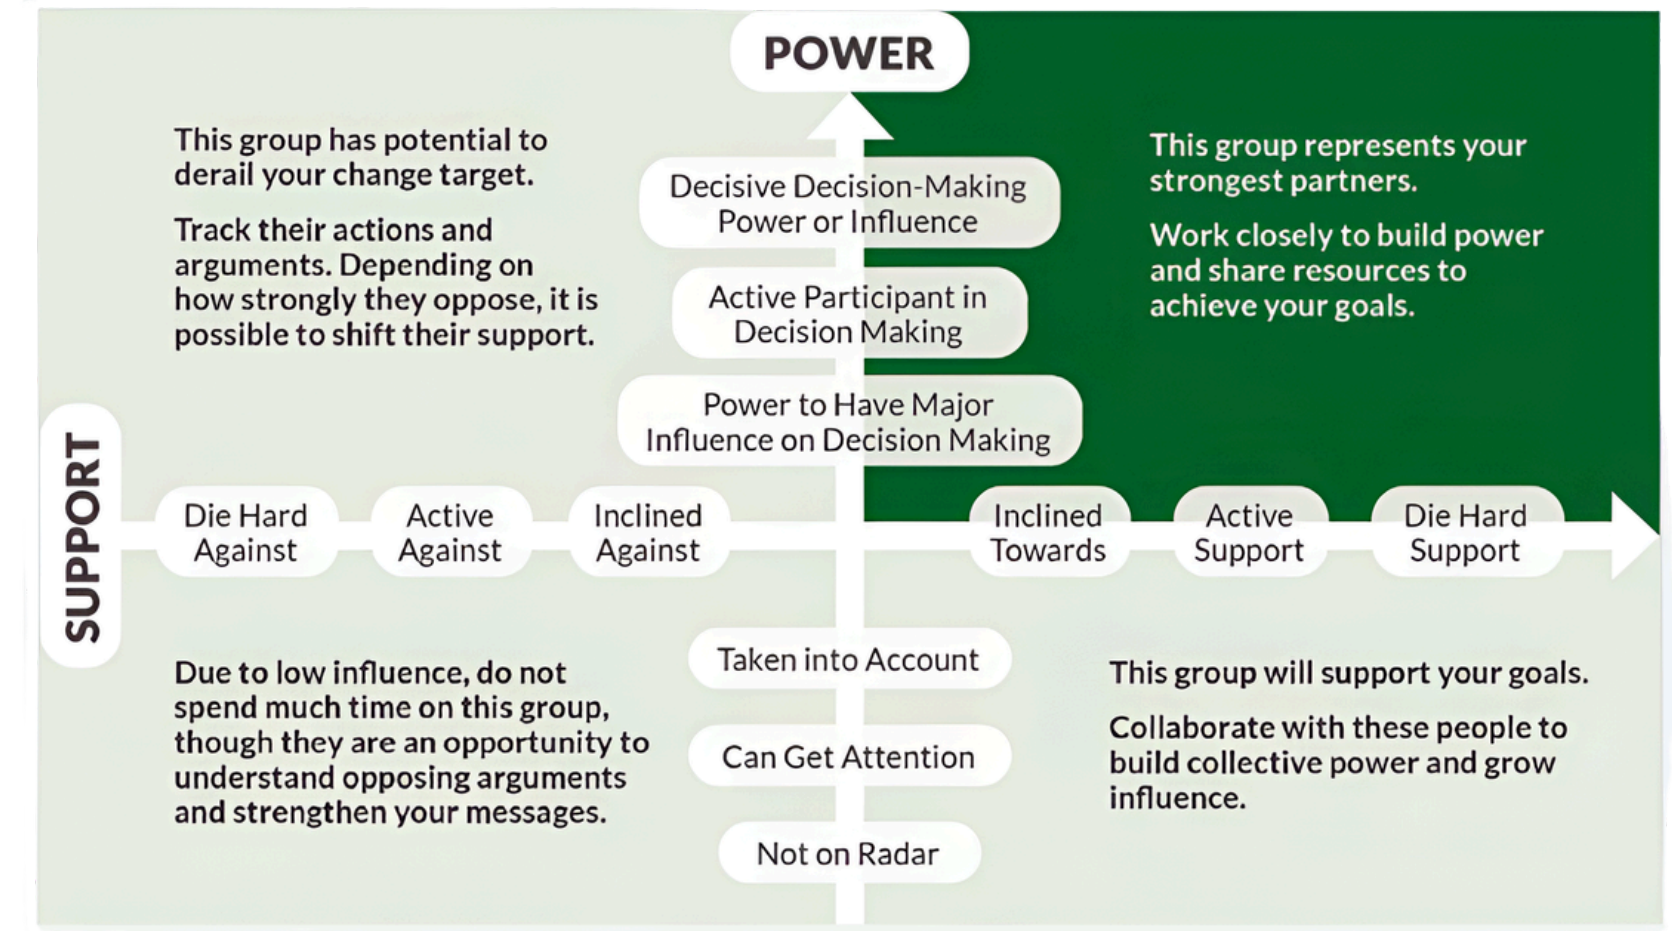 POWER
This group has potential to
derail your change target.
Track their actions and
arguments. Depending on
how strongly they oppose, it is
possible to shift their support.
Decisive Decision-Making
Power or Influence
Active Participant in
Decision Making
Power to Have Major
Influence on Decision Making
This group represents your
strongest partners.
Work closely to build power
and share resources to
achieve your goals.
SUPPORT
Die Hard
Against
Active
Against
Inclined
Against
Inclined
Towards
Active
Support
Die Hard
Support
Due to low influence, do not
spend much time on this group,
though they are an opportunity to
understand opposing arguments
and strengthen your messages.
Taken into Account
Can Get Attention
Not on Radar
This group will support your goals.
Collaborate with these people to
build collective power and grow
influence.